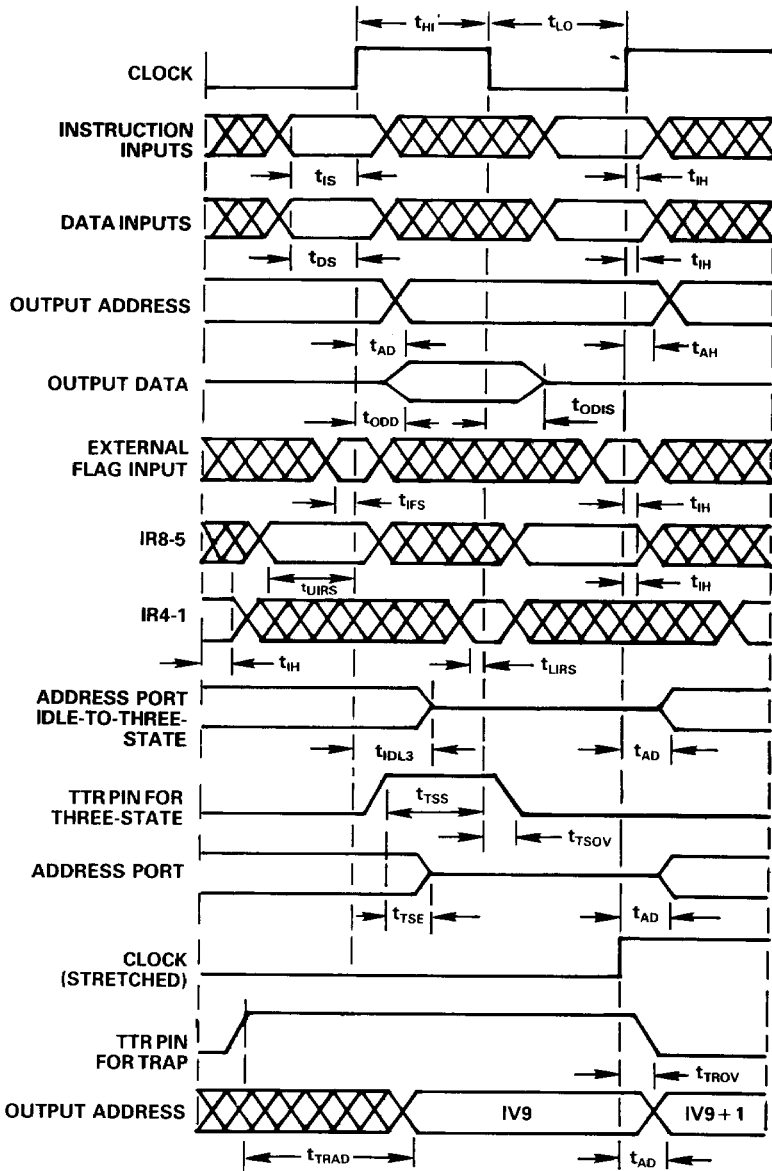 tHI tLO
CLOCK
INSTRUCTION
INPUTS
tIS tIH
DATA INPUTS
tDS tIH
OUTPUT ADDRESS
tAD tAH
OUTPUT DATA
tODD tODIS
EXTERNAL
FLAG INPUT
tIFS tIH
IR8-5
tUIRS tIH
IR4-1
tIH tLIRS
ADDRESS PORT
IDLE-TO-THREE-
STATE
tIDL3 tAD
TTR PIN FOR
THREE-STATE
tTSS
tTSOV
ADDRESS PORT
tTSE tAD
CLOCK
(STRETCHED)
TTR PIN
FOR TRAP
tTROV
OUTPUT ADDRESS IV9 IV9 + 1
tTRAD tAD